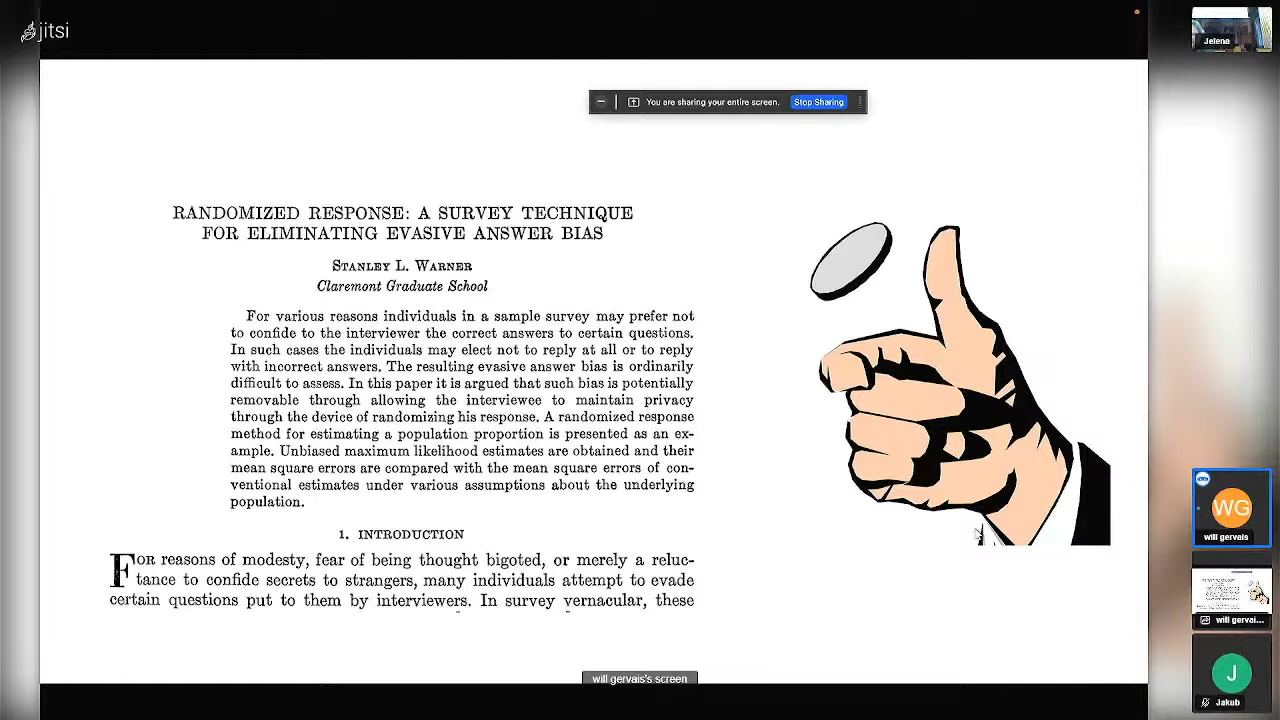 jitsi
Jelena
You are sharing your entire screen.
Stop Sharing
RANDOMIZED RESPONSE: A SURVEY TECHNIQUE
FOR ELIMINATING EVASIVE ANSWER BIAS
STANLEY L. WARNER
Claremont Graduate School
For various reasons individuals in a sample survey may prefer not
to confide to the interviewer the correct answers to certain questions.
In such cases the individuals may elect not to reply at all or to reply
with incorrect answers. The resulting evasive answer bias is ordinarily
difficult to assess. In this paper it is argued that such bias is potentially
removable through allowing the interviewee to maintain privacy
through the device of randomizing his response. A randomized response
method for estimating a population proportion is presented as an ex-
ample. Unbiased maximum likelihood estimates are obtained and their
mean square errors are compared with the mean square errors of con-
ventional estimates under various assumptions about the underlying
population.
1. INTRODUCTION
FOR reasons of modesty, fear of being thought bigoted, or merely a reluc-
tance to confide secrets to strangers, many individuals attempt to evade
certain questions put to them by interviewers. In survey vernacular, these
will gervais's screen
WG
will gervais
will gervai...
J
Jakub